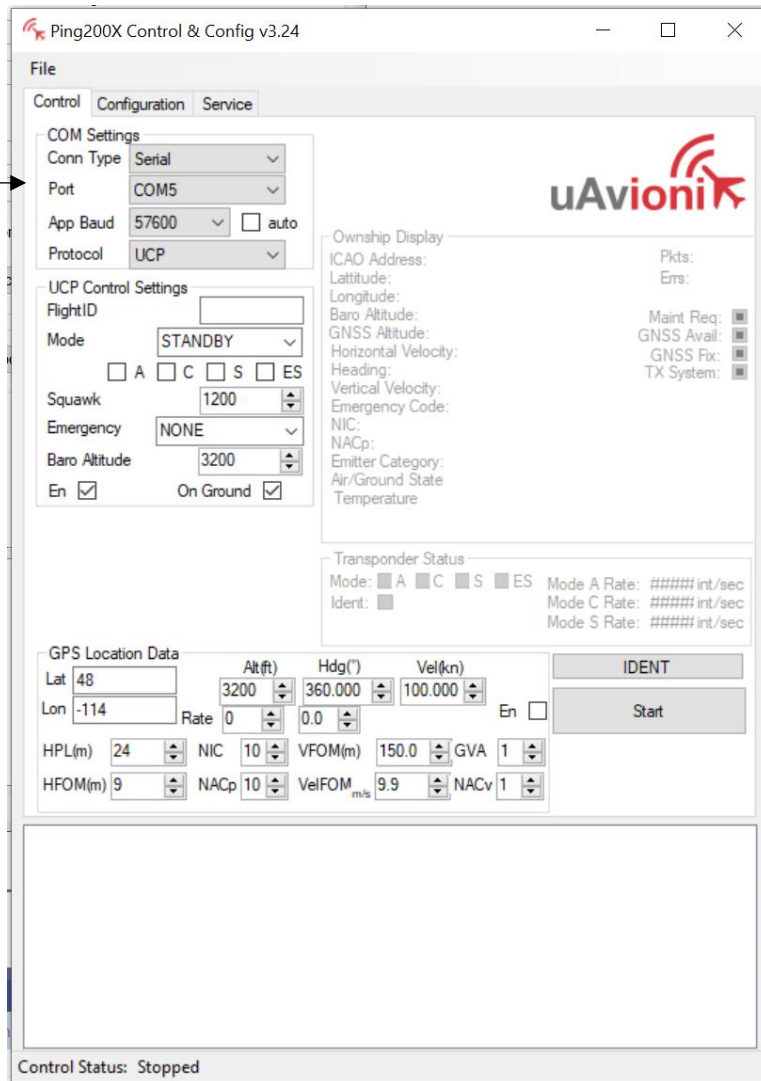 Ping200X Control & Config v3.24
File
Control Configuration Service
COM Settings
Conn Type Serial
Port COM5
App Baud 57600 auto
Protocol UCP
uAvionix
UCP Control Settings
FlightID
Mode STANDBY
A C S ES
Squawk 1200
Emergency NONE
Baro Altitude 3200
En On Ground
Ownship Display
ICAO Address: Pkts:
Lattitude: Errs:
Longitude:
Baro Altitude: Maint Req:
GNSS Altitude: GNSS Avail:
Horizontal Velocity: GNSS Fix:
Heading: TX System:
Vertical Velocity:
Emergency Code:
NIC:
NACp:
Emitter Category:
Air/Ground State
Temperature
Transponder Status
Mode: A C S ES Mode A Rate: ##### int/sec
Ident: Mode C Rate: ##### int/sec
Mode S Rate: ##### int/sec
GPS Location Data
Alt(ft) Hdg(°) Vel(kn)
Lat 48 3200 360.000 100.000
Lon -114 Rate 0 0.0 En
HPL(m) 24 NIC 10 VFOM(m) 150.0 GVA 1
HFOM(m) 9 NACp 10 VelFOM m/s 9.9 NACv 1
IDENT
Start
Control Status: Stopped